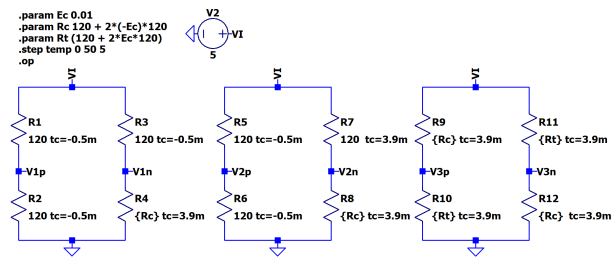 .param Ec 0.01
.param Rc 120 + 2*(-Ec)*120
.param Rt (120 + 2*Ec*120)
.step temp 0 50 5
.op
V2
VI
5
VI
VI
VI
R1
120 tc=-0.5m
R3
120 tc=-0.5m
R5
120 tc=-0.5m
R7
120 tc=3.9m
R9
{Rc} tc=3.9m
R11
{Rt} tc=3.9m
V1p
V1n
V2p
V2n
V3p
V3n
R2
120 tc=-0.5m
R4
{Rc} tc=3.9m
R6
120 tc=-0.5m
R8
{Rc} tc=3.9m
R10
{Rt} tc=3.9m
R12
{Rc} tc=3.9m